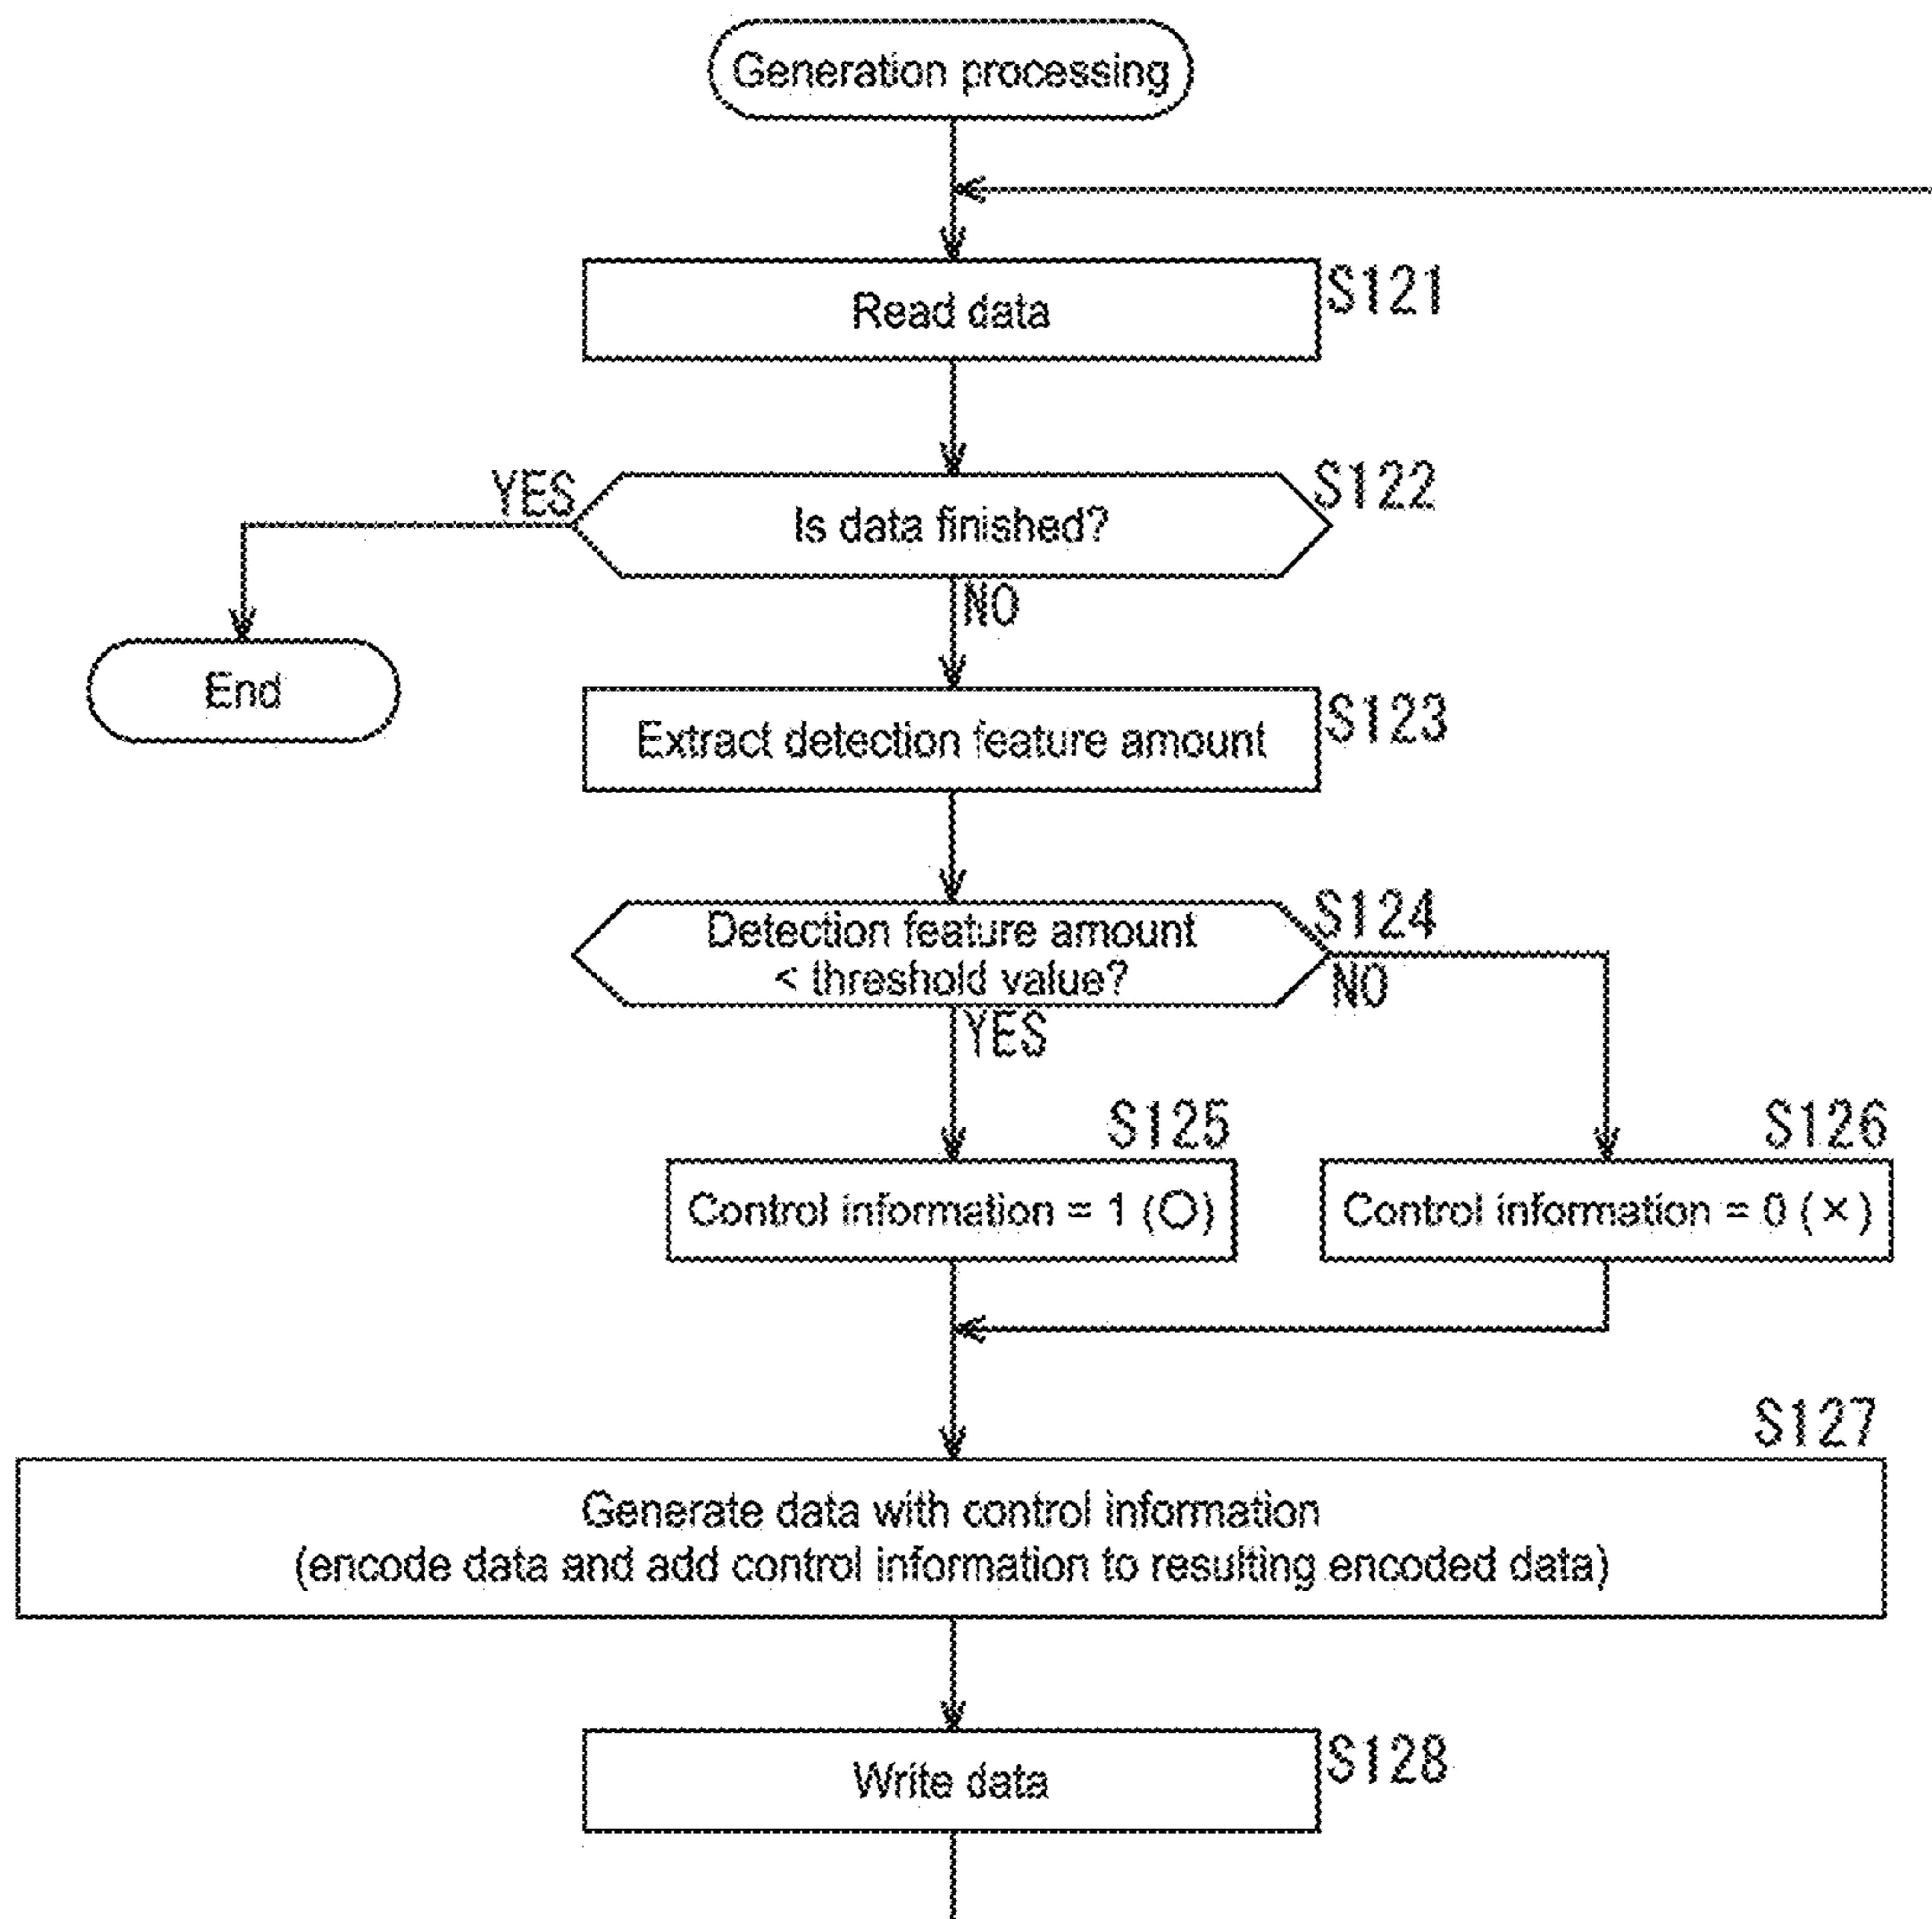 Generation processing
Read data
S121
YES
Is data finished?
S122
NO
End
Extract detection feature amount
S123
Detection feature amount
< threshold value?
S124
NO
YES
S125
S126
Control information = 1 (○)
Control information = 0 (×)
S127
Generate data with control information
(encode data and add control information to resulting encoded data)
Write data
S128